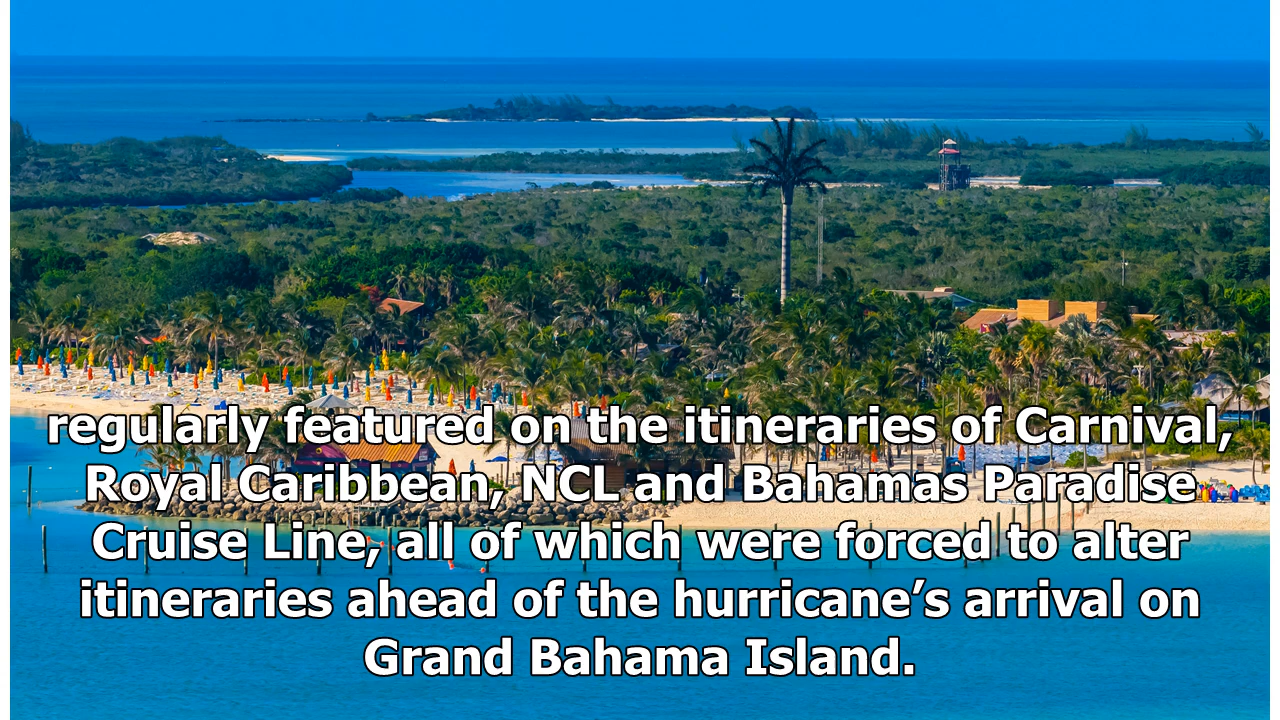 regularly featured on the itineraries of Carnival,
Royal Caribbean, NCL and Bahamas Paradise
Cruise Line, all of which were forced to alter
itineraries ahead of the hurricane’s arrival on
Grand Bahama Island.